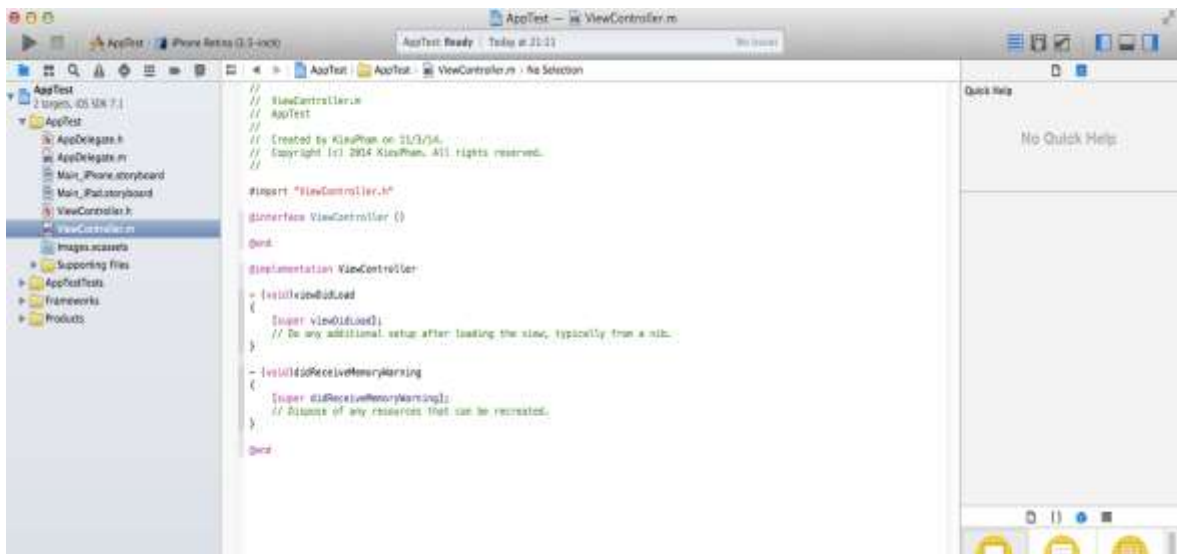 AppTest — ViewController.m
AppTest iPhone Retina (3.5-inch)
AppTest: Ready Today at 21:21
No Issues
AppTest AppTest ViewController.m No Selection
AppTest
2 targets, iOS SDK 7.1
AppTest
AppDelegate.h
AppDelegate.m
Main_iPhone.storyboard
Main_iPad.storyboard
ViewController.h
ViewController.m
Images.xcassets
Supporting Files
AppTestTests
Frameworks
Products
//
// ViewController.m
// AppTest
//
// Created by KieuPham on 11/3/14.
// Copyright (c) 2014 KieuPham. All rights reserved.
//
#import "ViewController.h"
@interface ViewController ()
@end
@implementation ViewController
- (void)viewDidLoad
{
[super viewDidLoad];
// Do any additional setup after loading the view, typically from a nib.
}
- (void)didReceiveMemoryWarning
{
[super didReceiveMemoryWarning];
// Dispose of any resources that can be recreated.
}
@end
Quick Help
No Quick Help